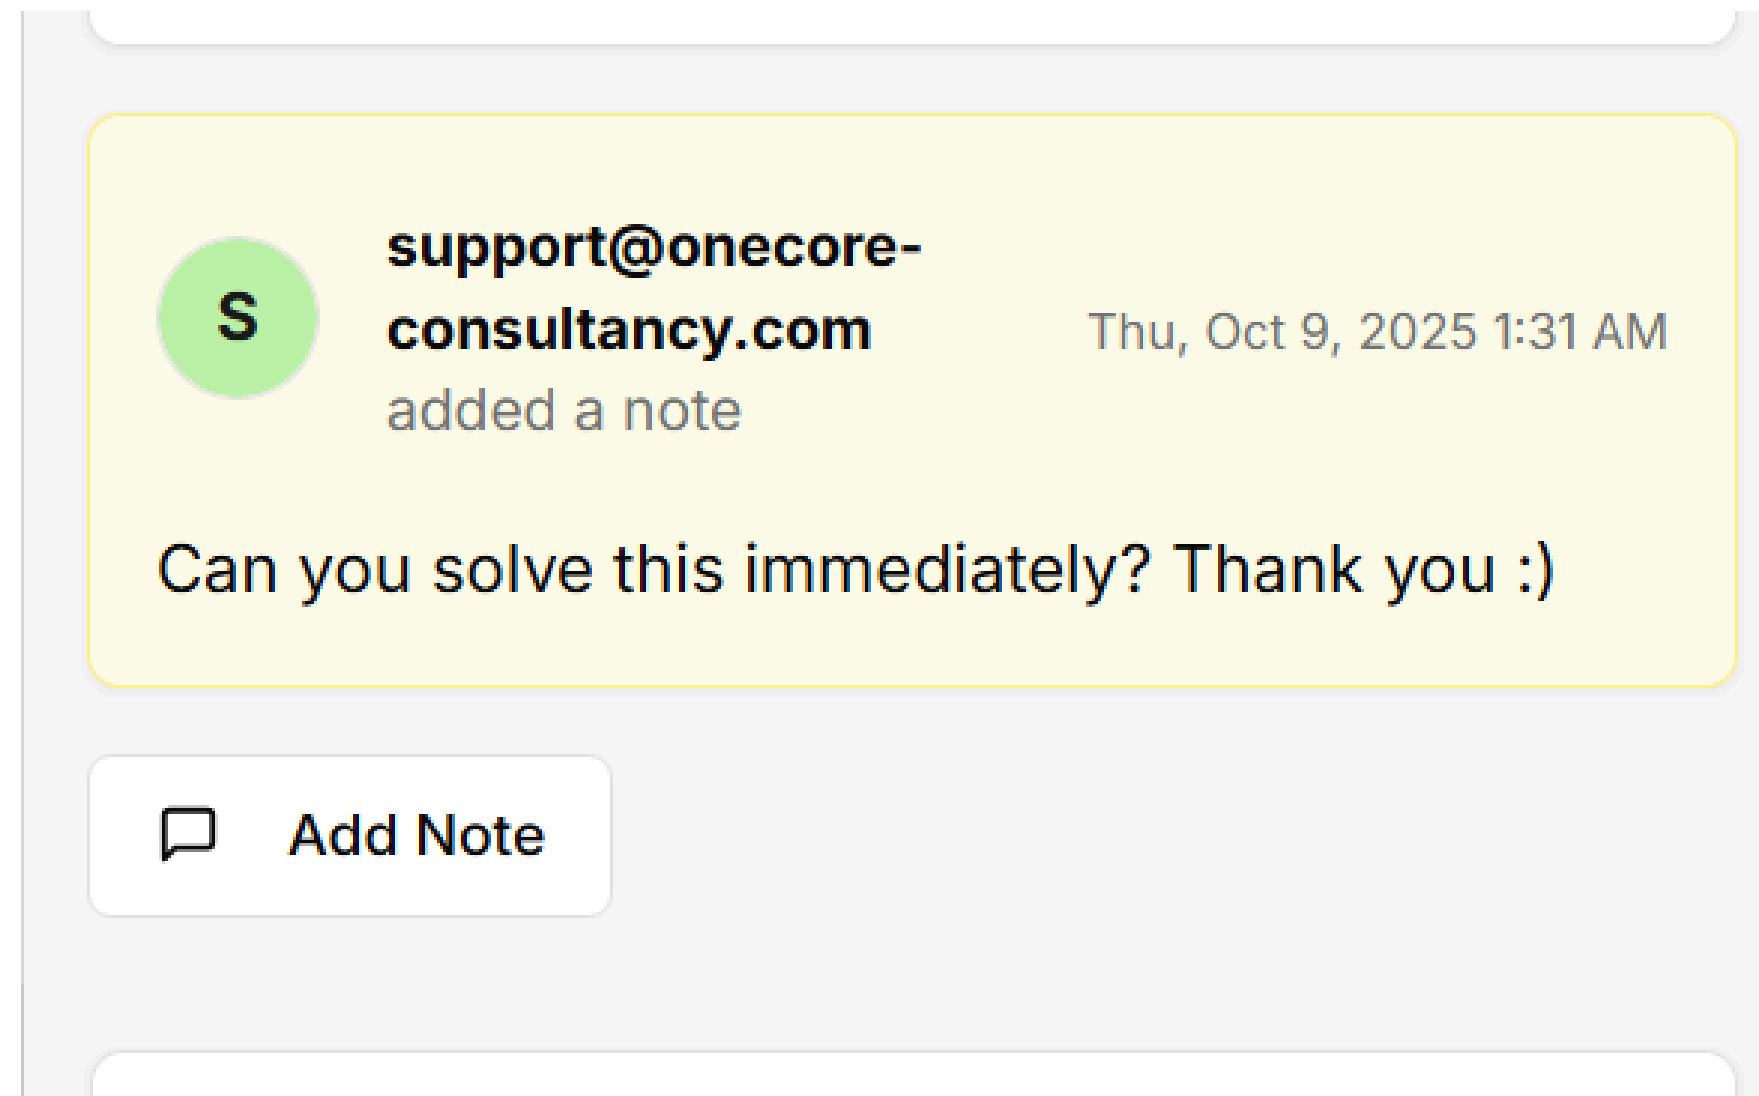 S
support@onecore-
consultancy.com
added a note
Thu, Oct 9, 2025 1:31 AM
Can you solve this immediately? Thank you :)
Add Note